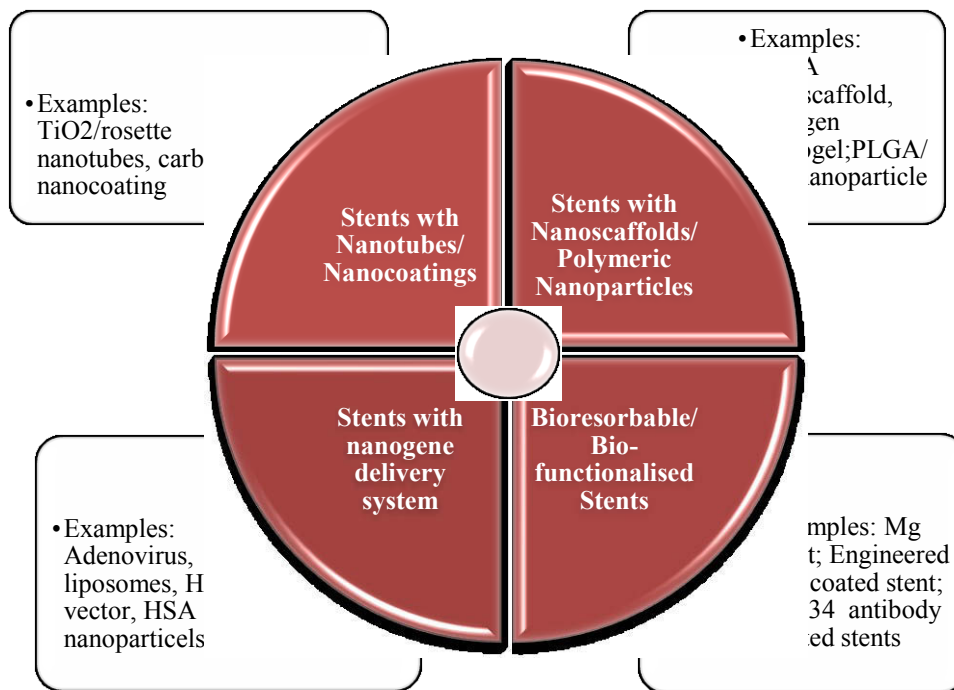 • Examples:
TiO2/rosette
nanotubes, carb
nanocoating
• Examples:
A
scaffold,
gen
ogel;PLGA/
anoparticle
Stents wth
Nanotubes/
Nanocoatings
Stents with
Nanoscaffolds/
Polymeric
Nanoparticles
Stents with
nanogene
delivery
system
Bioresorbable/
Bio-
functionalised
Stents
• Examples:
Adenovirus,
liposomes, H
vector, HSA
nanoparticels
mples: Mg
t; Engineered
coated stent;
34 antibody
ted stents